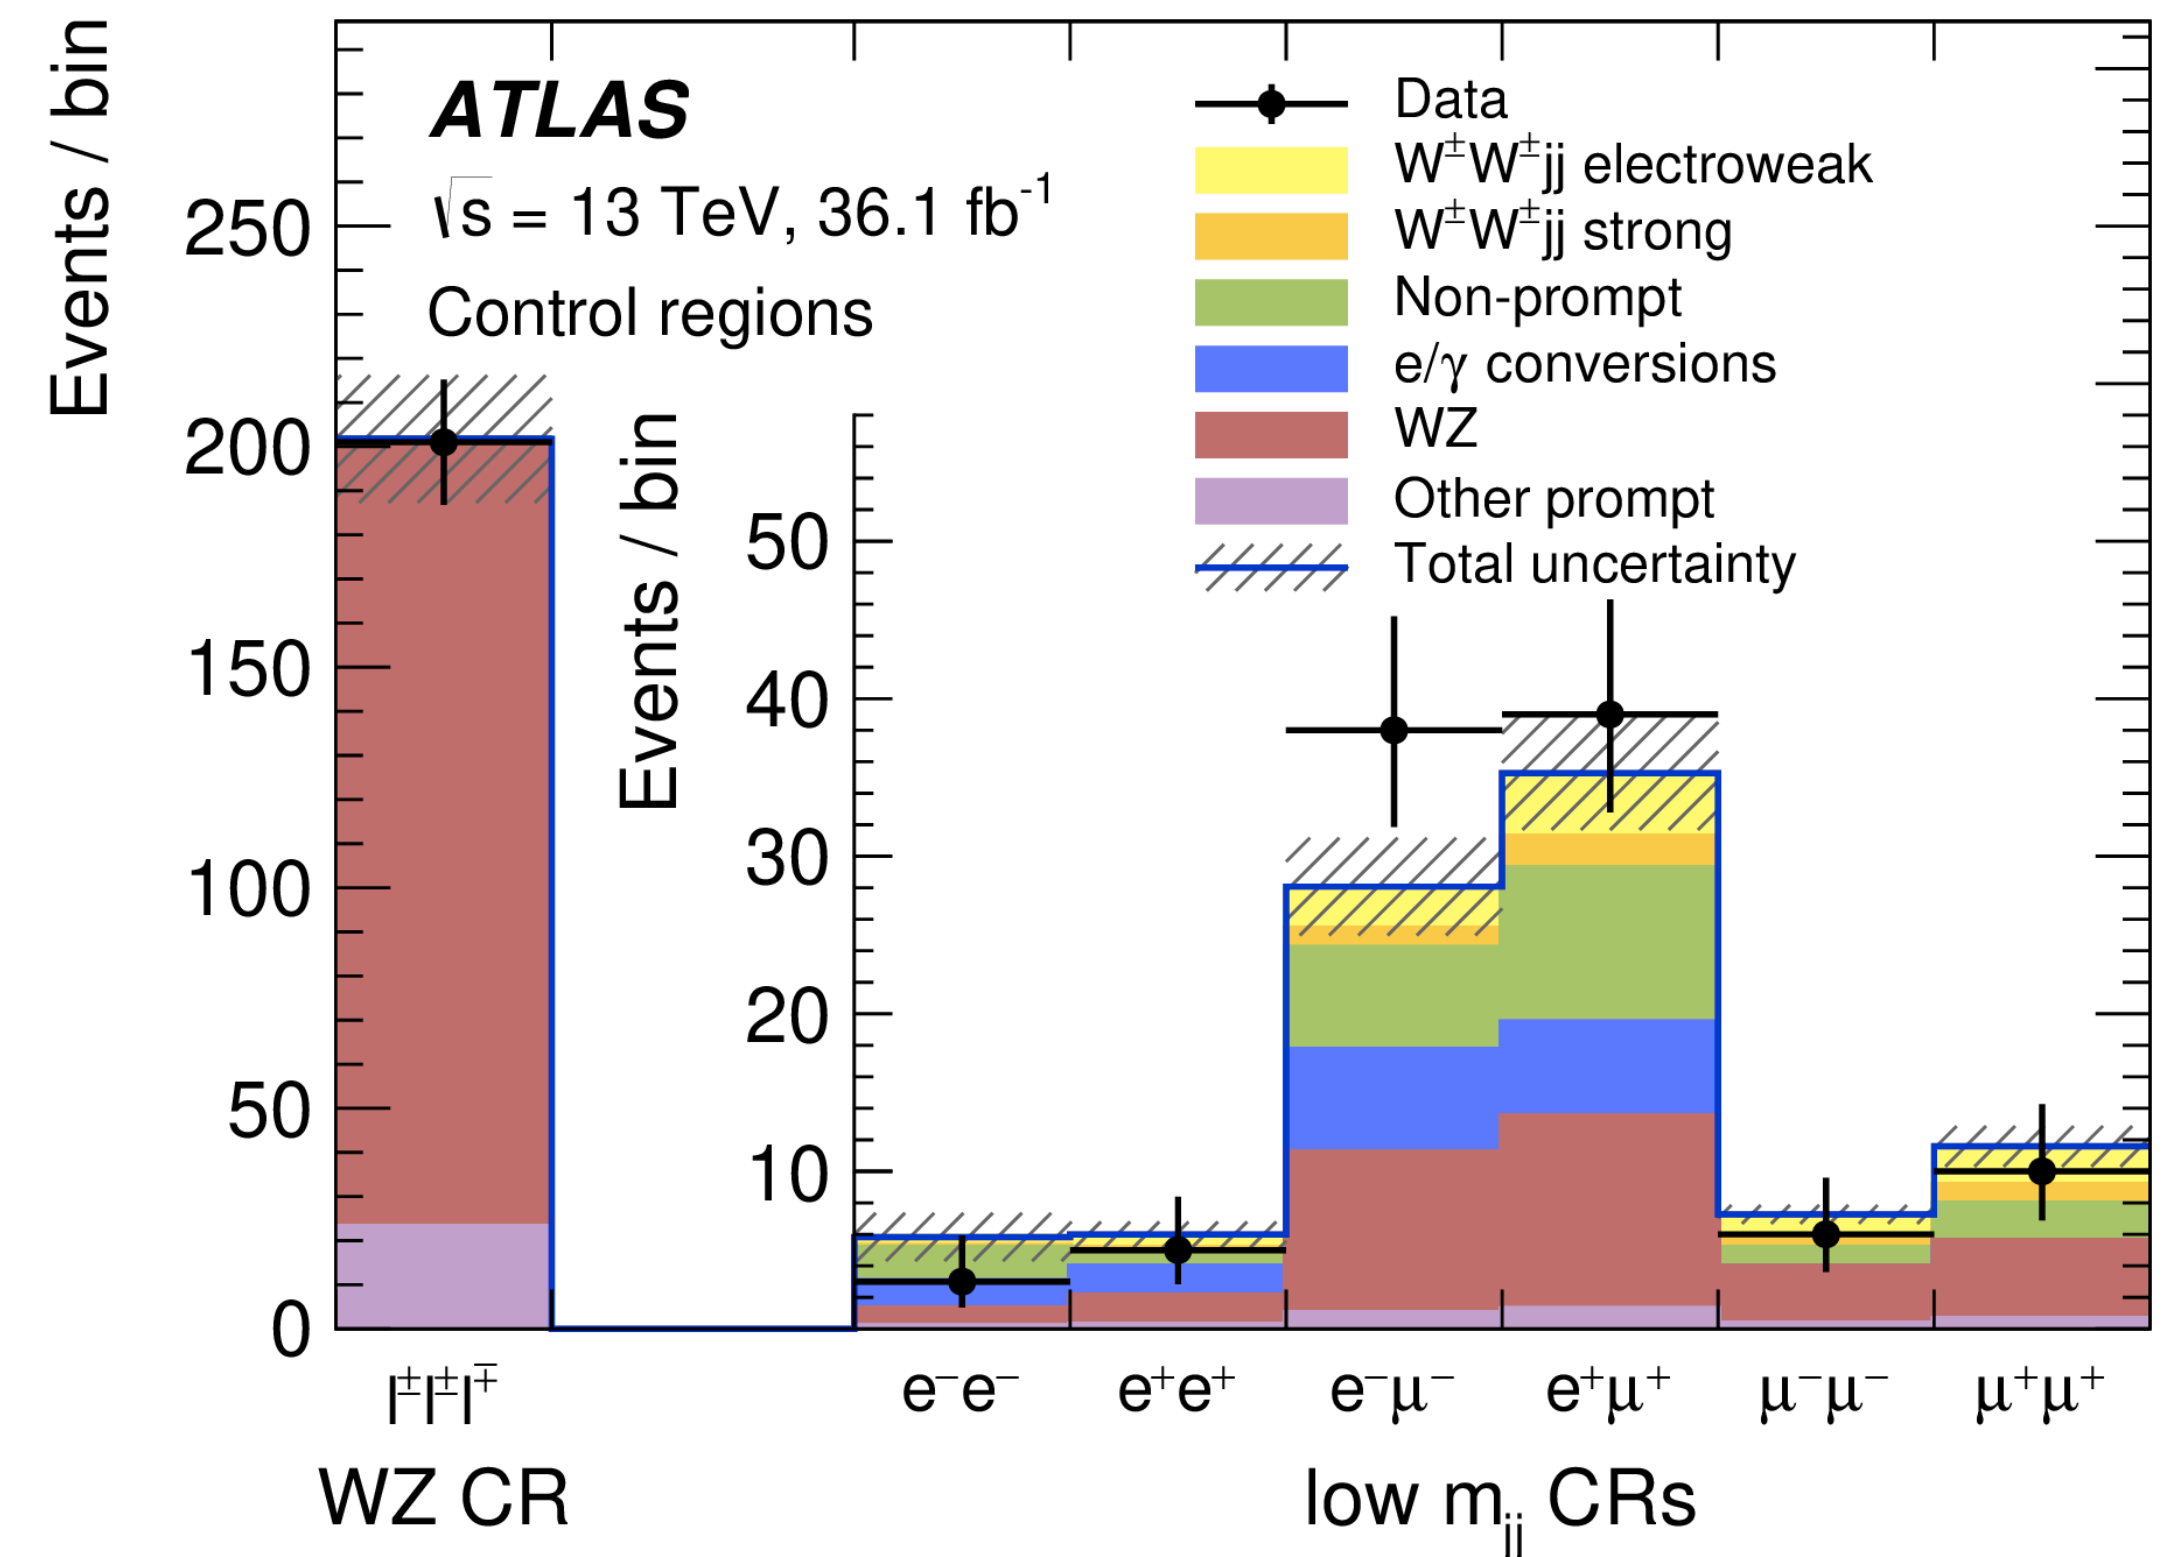 Events / bin
ATLAS
√s = 13 TeV, 36.1 fb⁻¹
Control regions
Data
W±W±jj electroweak
W±W±jj strong
Non-prompt
e/γ conversions
WZ
Other prompt
Total uncertainty
250
200
150
100
50
0
Events / bin
50
40
30
20
10
l±l±l∓
e⁻e⁻
e⁺e⁺
e⁻μ⁻
e⁺μ⁺
μ⁻μ⁻
μ⁺μ⁺
WZ CR
low mjj CRs